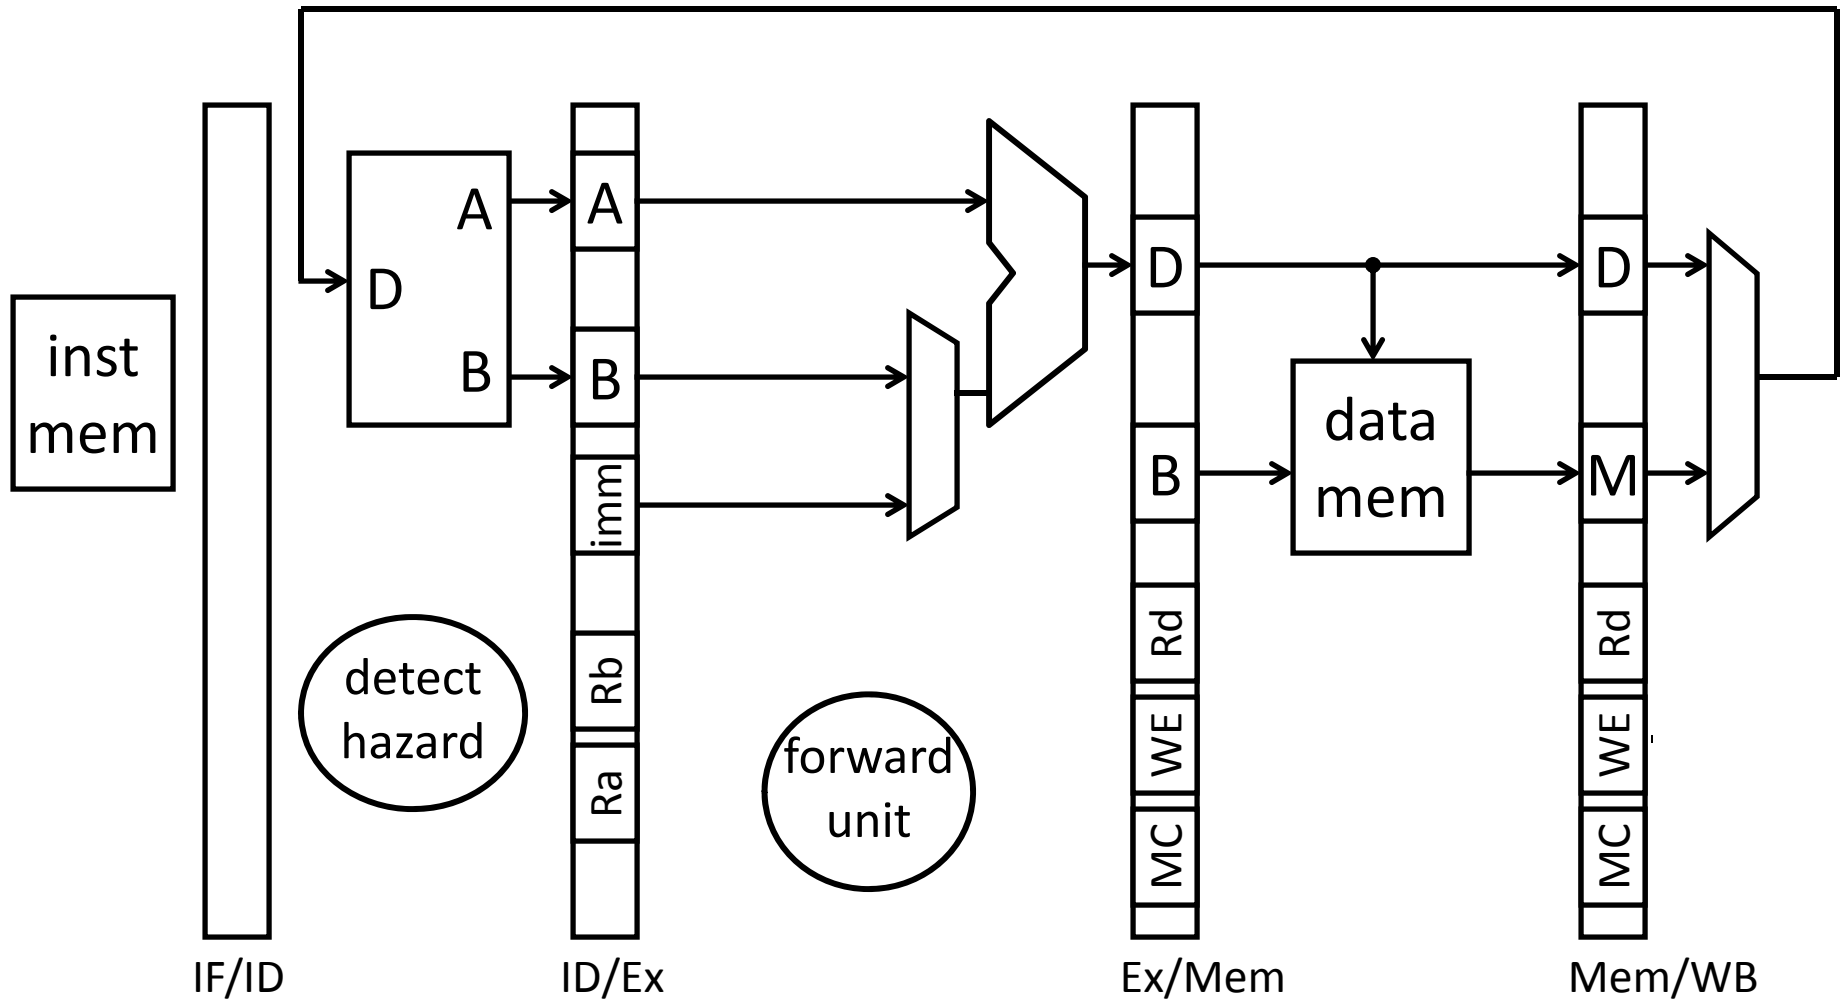 inst
mem
D
A
B
A
B
imm
Rb
Ra
detect
hazard
forward
unit
D
B
Rd
WE
MC
data
mem
D
M
Rd
WE
MC
IF/ID
ID/Ex
Ex/Mem
Mem/WB